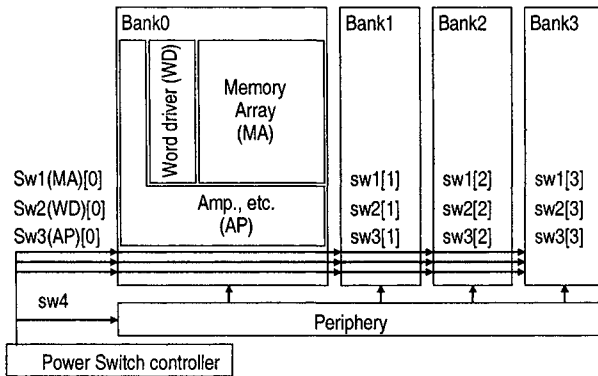 Bank0
Bank1
Bank2
Bank3
Word driver (WD)
Memory
Array
(MA)
Amp., etc.
(AP)
Sw1(MA)[0]
Sw2(WD)[0]
Sw3(AP)[0]
sw1[1]
sw2[1]
sw3[1]
sw1[2]
sw2[2]
sw3[2]
sw1[3]
sw2[3]
sw3[3]
sw4
Periphery
Power Switch controller